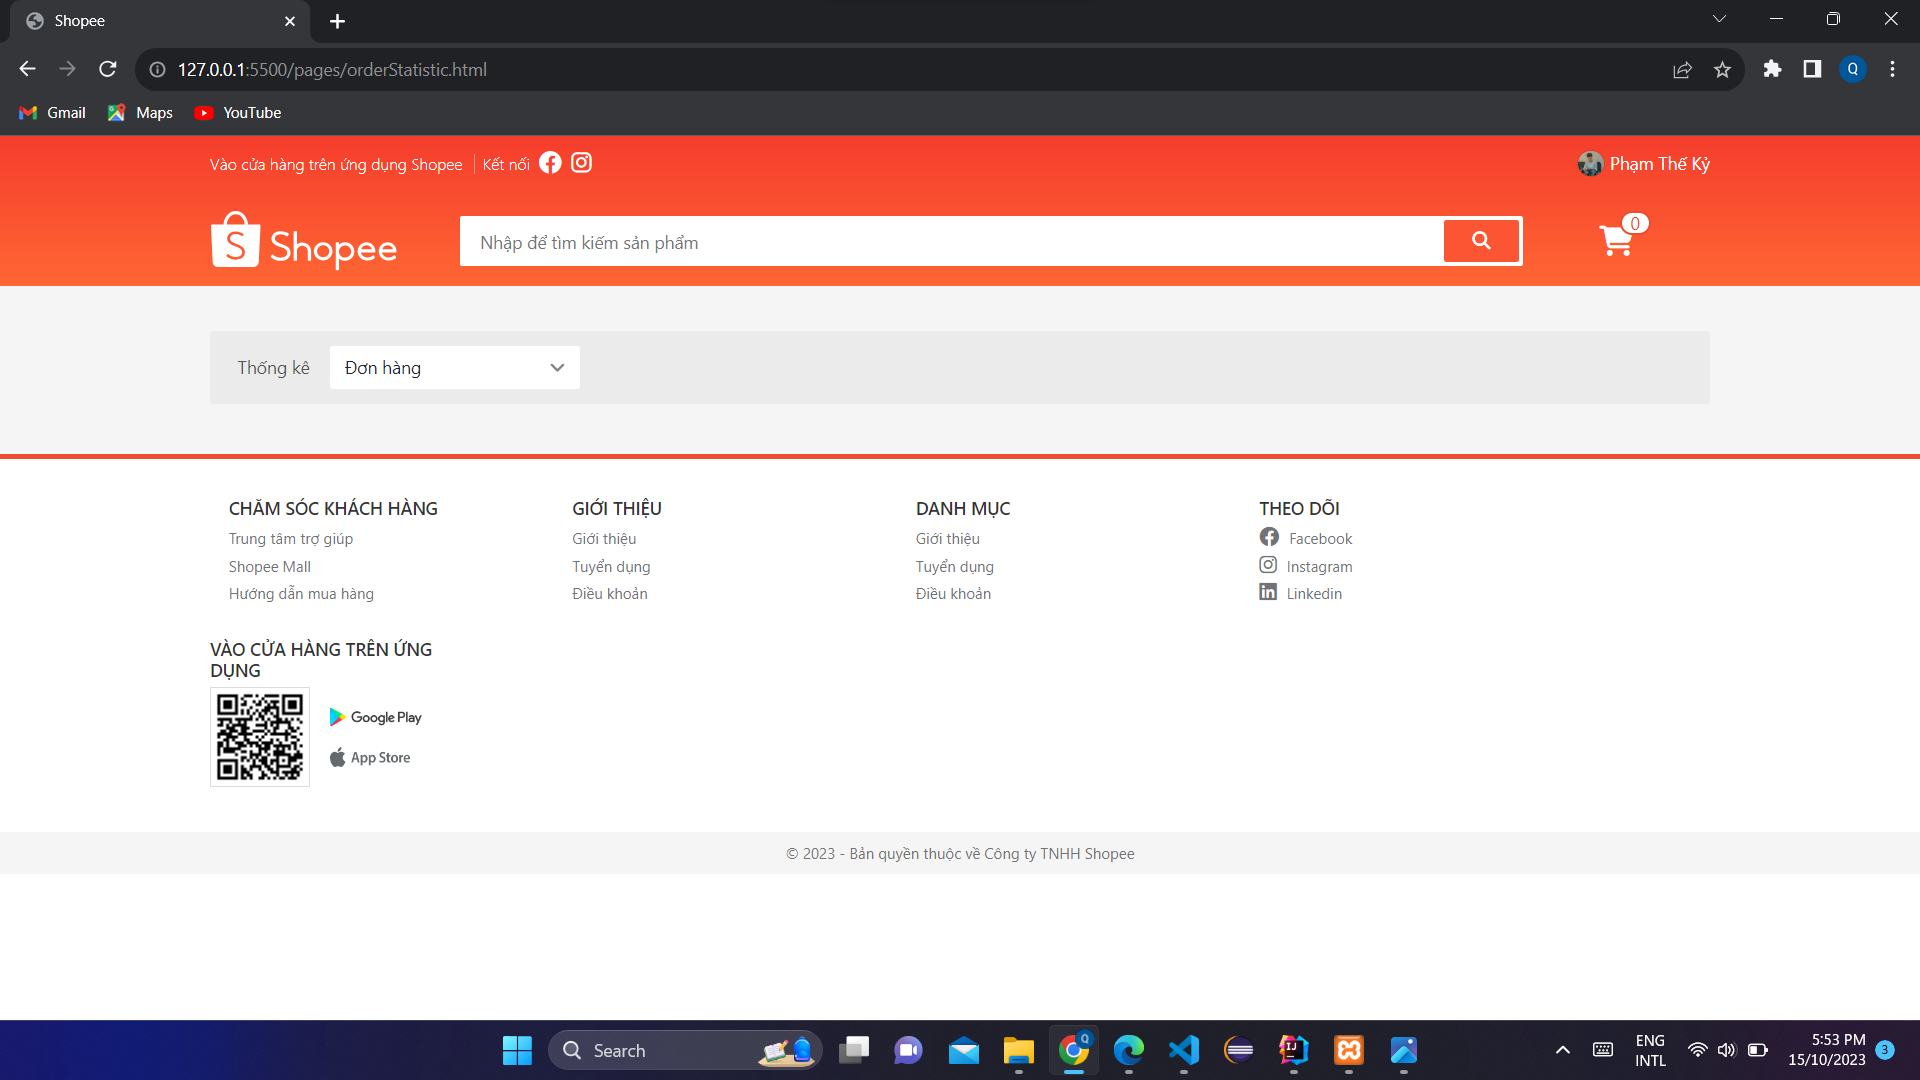 Shopee
127.0.0.1:5500/pages/orderStatistic.html
Q
Gmail
Maps
YouTube
Vào cửa hàng trên ứng dụng Shopee
Kết nối
Phạm Thế Kỷ
S Shopee
Nhập để tìm kiếm sản phẩm
0
Thống kê
Đơn hàng
CHĂM SÓC KHÁCH HÀNG
Trung tâm trợ giúp
Shopee Mall
Hướng dẫn mua hàng
GIỚI THIỆU
Giới thiệu
Tuyển dụng
Điều khoản
DANH MỤC
Giới thiệu
Tuyển dụng
Điều khoản
THEO DÕI
Facebook
Instagram
Linkedin
VÀO CỬA HÀNG TRÊN ỨNG
DỤNG
Google Play
App Store
© 2023 - Bản quyền thuộc về Công ty TNHH Shopee
Search
Q
IJ
ENG
INTL
5:53 PM
15/10/2023
3